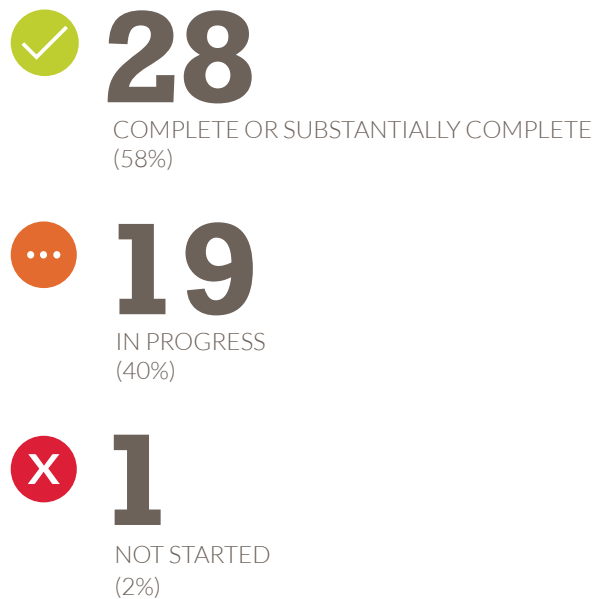 28
COMPLETE OR SUBSTANTIALLY COMPLETE
(58%)
19
IN PROGRESS
(40%)
X
1
NOT STARTED
(2%)